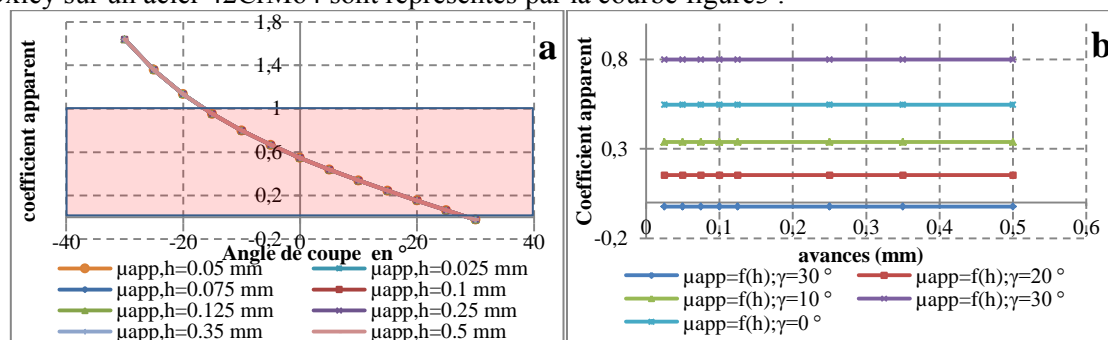 Oxley sur un acier 42CrMo4 sont représentés par la courbe figure3 :
a
coefficient apparent
1,8
1,4
1
0,6
0,2
-0,2
-40
-20
0
20
40
Angle de coupe en °
µapp,h=0.05 mm
µapp,h=0.025 mm
µapp,h=0.075 mm
µapp,h=0.1 mm
µapp,h=0.125 mm
µapp,h=0.25 mm
µapp,h=0.35 mm
µapp,h=0.5 mm
b
Coefficient apparent
0,8
0,3
-0,2
0
0,1
0,2
0,3
0,4
0,5
0,6
avances (mm)
µapp=f(h);γ=30 °
µapp=f(h);γ=20 °
µapp=f(h);γ=10 °
µapp=f(h);γ=30 °
µapp=f(h);γ=0 °